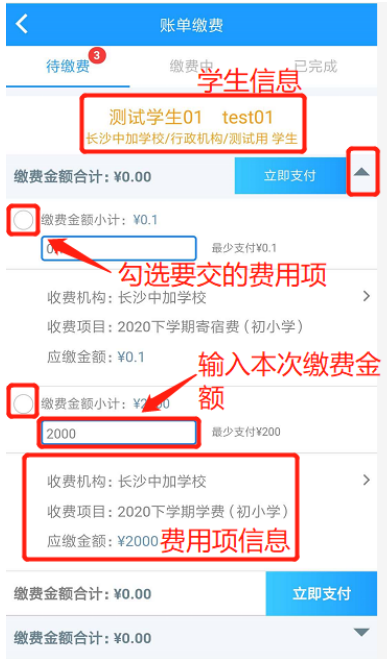 账单缴费
待缴费 3 缴费中 已完成
学生信息
测试学生01 test01
长沙中加学校/行政机构/测试用 学生
缴费金额合计: ¥0.00 立即支付
缴费金额小计: ¥0.1
最少支付¥0.1
勾选要交的费用项
收费机构: 长沙中加学校
收费项目: 2020下学期寄宿费(初小学)
应缴金额: ¥0.1
输入本次缴费金
额
缴费金额小计:
2000 最少支付¥200
收费机构: 长沙中加学校
收费项目: 2020下学期学费(初小学)
应缴金额: ¥2000 费用项信息
缴费金额合计: ¥0.00 立即支付
缴费金额合计: ¥0.00